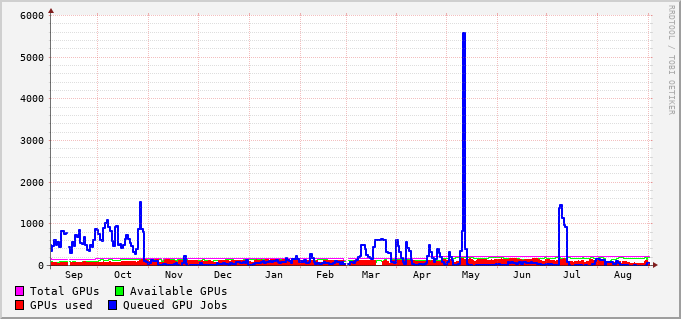 6000
5000
4000
3000
2000
1000
0
Sep Oct Nov Dec Jan Feb Mar Apr May Jun Jul Aug
Total GPUs Available GPUs
GPUs used Queued GPU Jobs
RRDTOOL / TOBI OETIKER